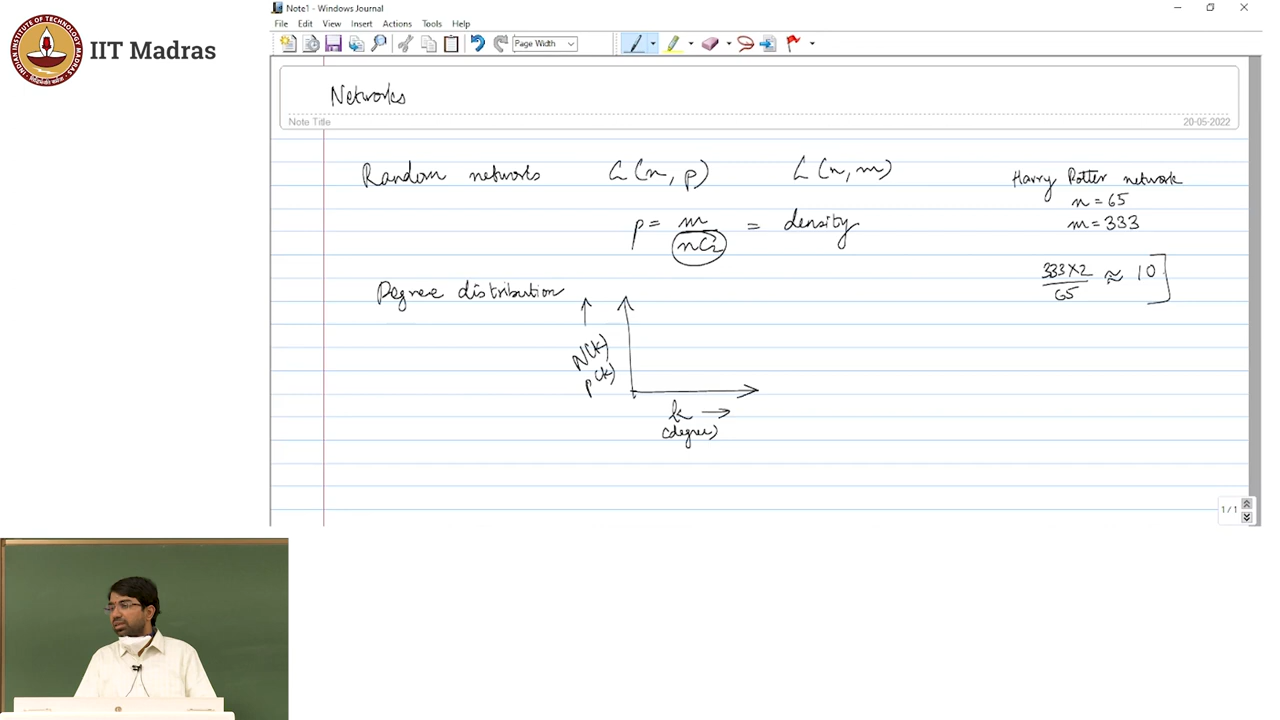 IIT Madras
Note1 - Windows Journal
File Edit View Insert Actions Tools Help
Page Width
Networks
Note Title
20-05-2022
Random networks G(n, p) G(n, m)
p = m / nC2 = density
Harry Potter network
n = 65
m = 333
333×2 / 65 ≈ 10
Degree distribution
N(k)
p(k)
k →
(degree)
1 / 1